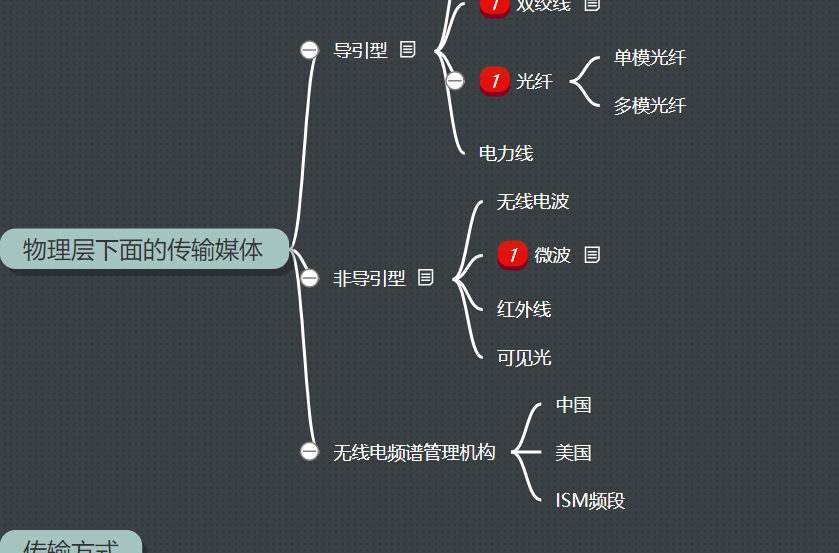 1 双绞线
导引型
1 光纤
单模光纤
多模光纤
电力线
物理层下面的传输媒体
非导引型
无线电波
1 微波
红外线
可见光
无线电频谱管理机构
中国
美国
ISM频段
传输方式